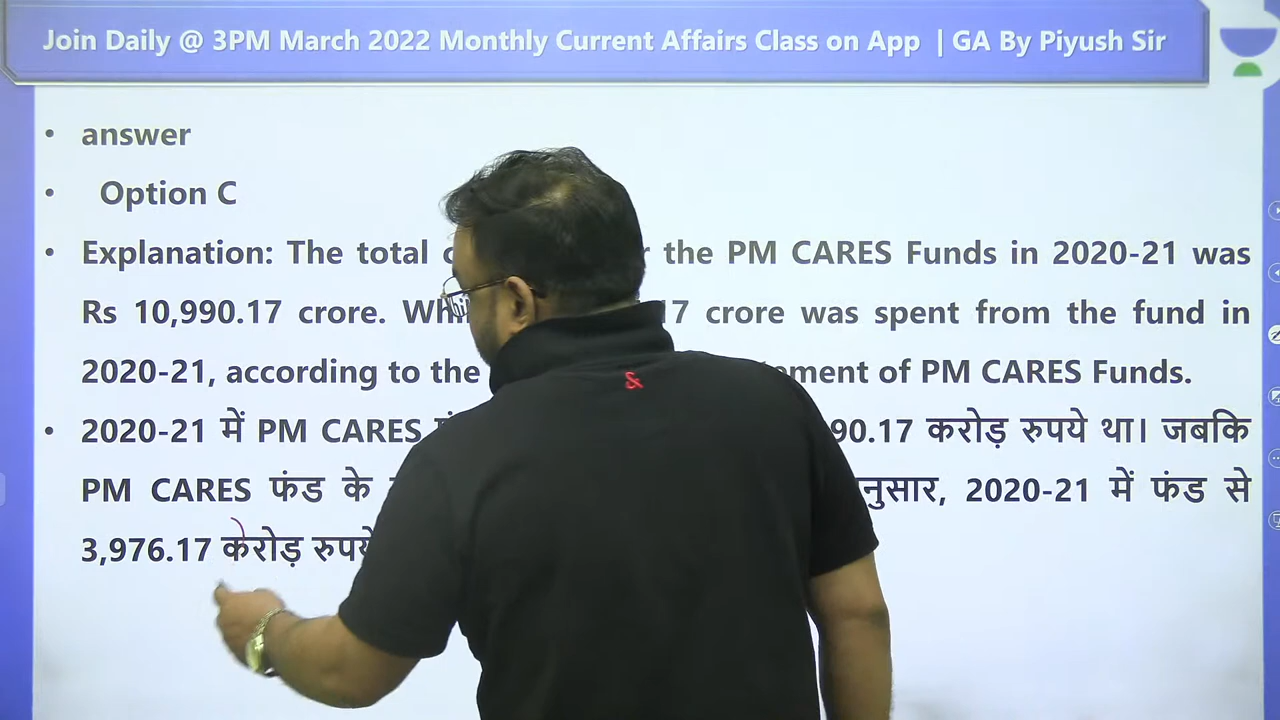 Join Daily @ 3PM March 2022 Monthly Current Affairs Class on App | GA By Piyush Sir
• answer
• Option C
• Explanation: The total the PM CARES Funds in 2020-21 was
Rs 10,990.17 crore. 17 crore was spent from the fund in
2020-21, according to the of PM CARES Funds.
• 2020-21 में PM CARES 90.17 करोड़ रुपये था। जबकि
PM CARES फंड के नुसार, 2020-21 में फंड से
3,976.17 करोड़ रुपये
&